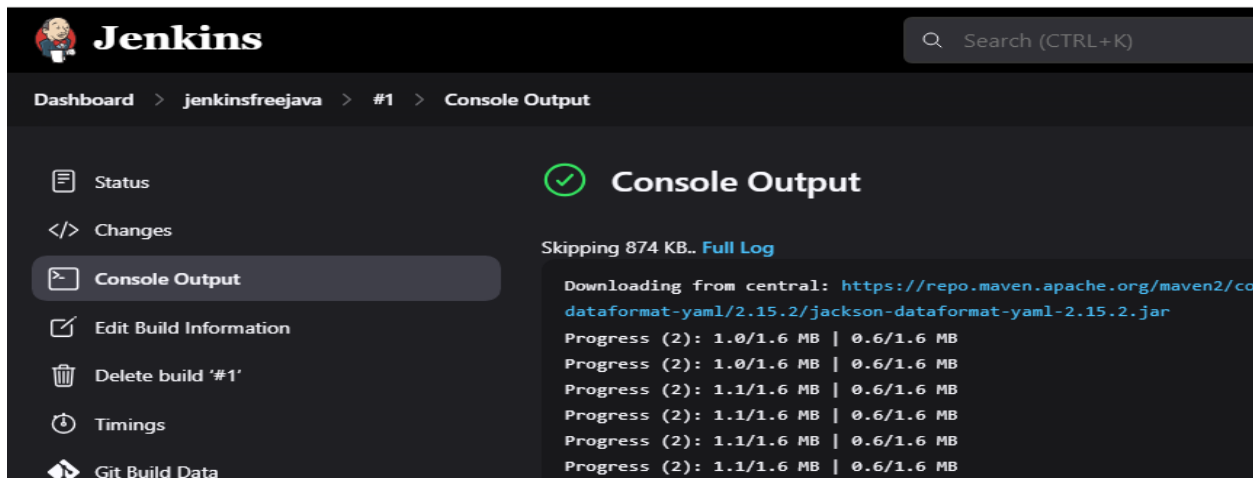 Jenkins
Search (CTRL+K)
Dashboard > jenkinsfreejava > #1 > Console Output
Status
Changes
Console Output
Edit Build Information
Delete build '#1'
Timings
Git Build Data
Console Output
Skipping 874 KB.. Full Log
Downloading from central: https://repo.maven.apache.org/maven2/co
dataformat-yaml/2.15.2/jackson-dataformat-yaml-2.15.2.jar
Progress (2): 1.0/1.6 MB | 0.6/1.6 MB
Progress (2): 1.0/1.6 MB | 0.6/1.6 MB
Progress (2): 1.1/1.6 MB | 0.6/1.6 MB
Progress (2): 1.1/1.6 MB | 0.6/1.6 MB
Progress (2): 1.1/1.6 MB | 0.6/1.6 MB
Progress (2): 1.1/1.6 MB | 0.6/1.6 MB